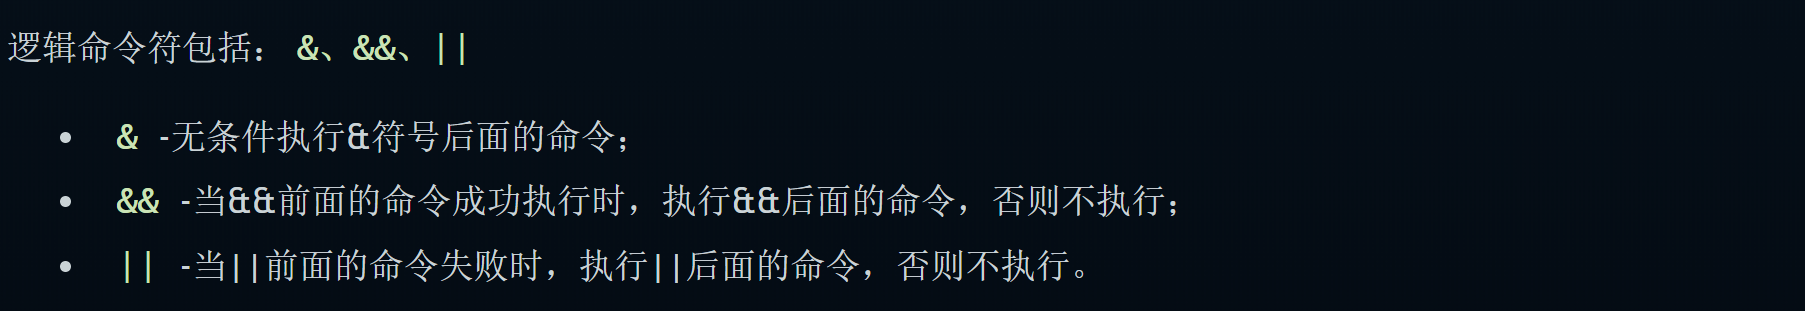 逻辑命令符包括：&、&&、||
& -无条件执行&符号后面的命令；
&& -当&&前面的命令成功执行时，执行&&后面的命令，否则不执行；
|| -当||前面的命令失败时，执行||后面的命令，否则不执行。